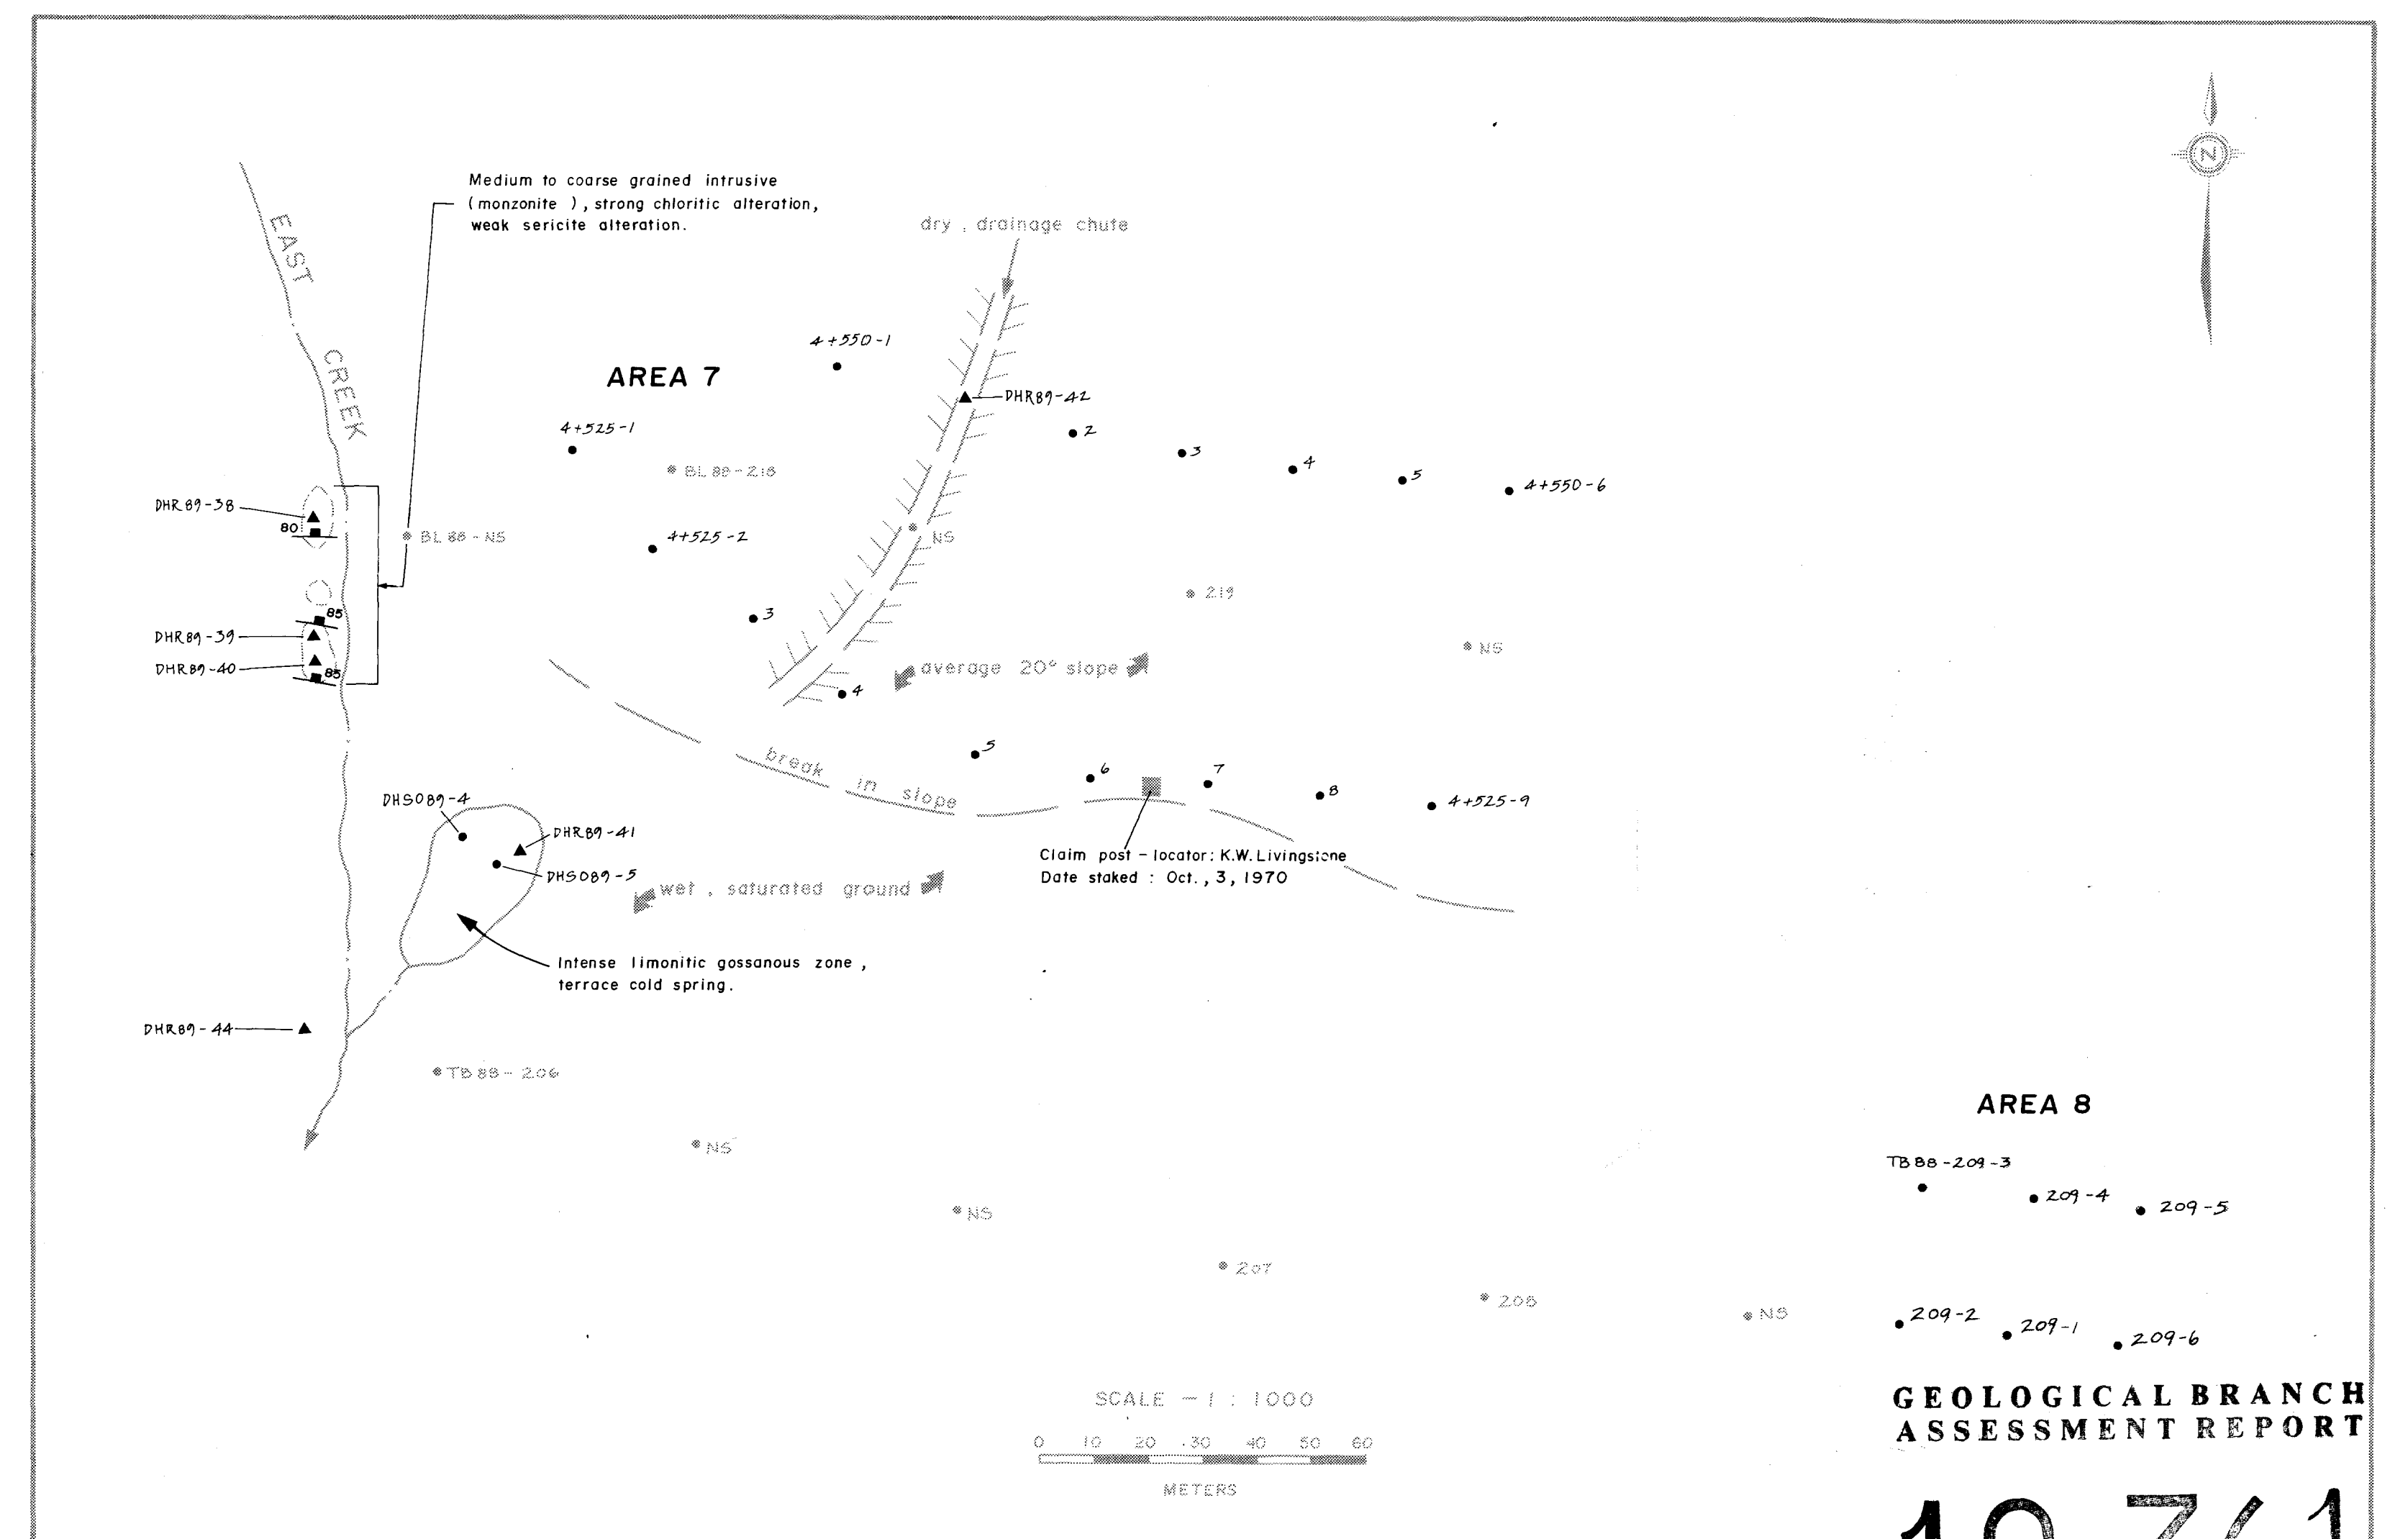 N
Medium to coarse grained intrusive
( monzonite ) , strong chloritic alteration,
weak sericite alteration.
EAST
CREEK
dry , drainage chute
4+550-1
AREA 7
DHR89-42
2
3
4
5
4+550-6
4+525-1
BL 88-218
DHR89-38
80
BL 88 - NS
4+525-2
NS
219
3
85
DHR89-39
DHR89-40
85
NS
average 20° slope
4
break in slope
5
6
7
8
4+525-9
DHSO89-4
DHR89-41
DHSO89-5
wet , saturated ground
Claim post - locator: K.W. Livingstone
Date staked : Oct., 3, 1970
Intense limonitic gossanous zone ,
terrace cold spring.
DHR89-44
TB 88-206
NS
NS
207
208
NS
AREA 8
TB88-209-3
209-4
209-5
209-2
209-1
209-6
SCALE - 1 : 1000
0 10 20 30 40 50 60
METERS
GEOLOGICAL BRANCH
ASSESSMENT REPORT